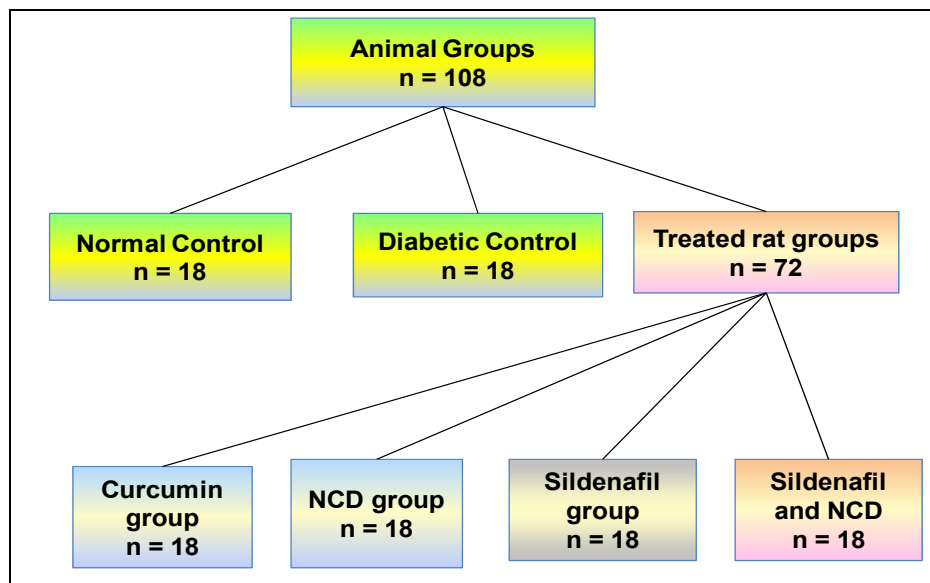 Animal Groups
n = 108
Normal Control
n = 18
Diabetic Control
n = 18
Treated rat groups
n = 72
Curcumin
group
n = 18
NCD group
n = 18
Sildenafil
group
n = 18
Sildenafil
and NCD
n = 18